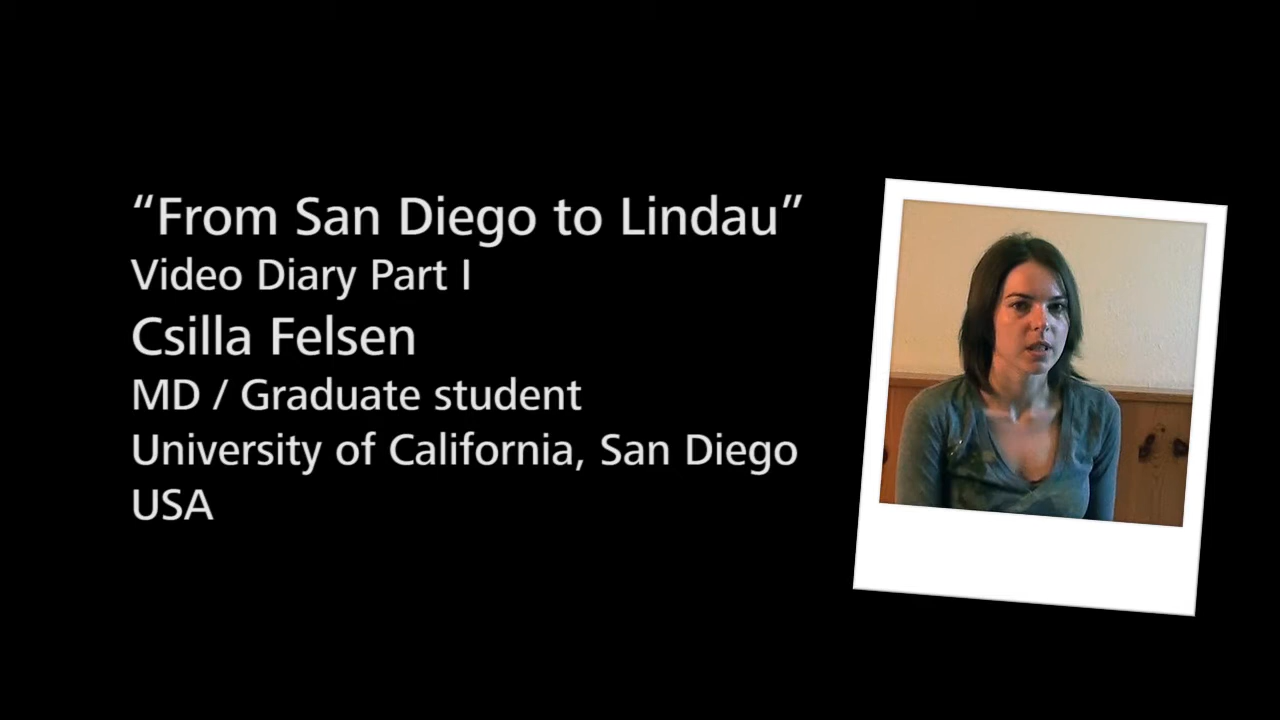 “From San Diego to Lindau”
Video Diary Part I
Csilla Felsen
MD / Graduate student
University of California, San Diego
USA